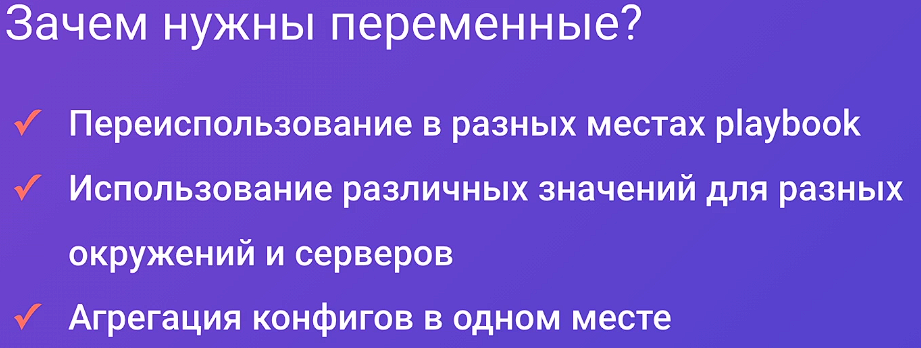 Зачем нужны переменные?
Переиспользование в разных местах playbook
Использование различных значений для разных
окружений и серверов
Агрегация конфигов в одном месте